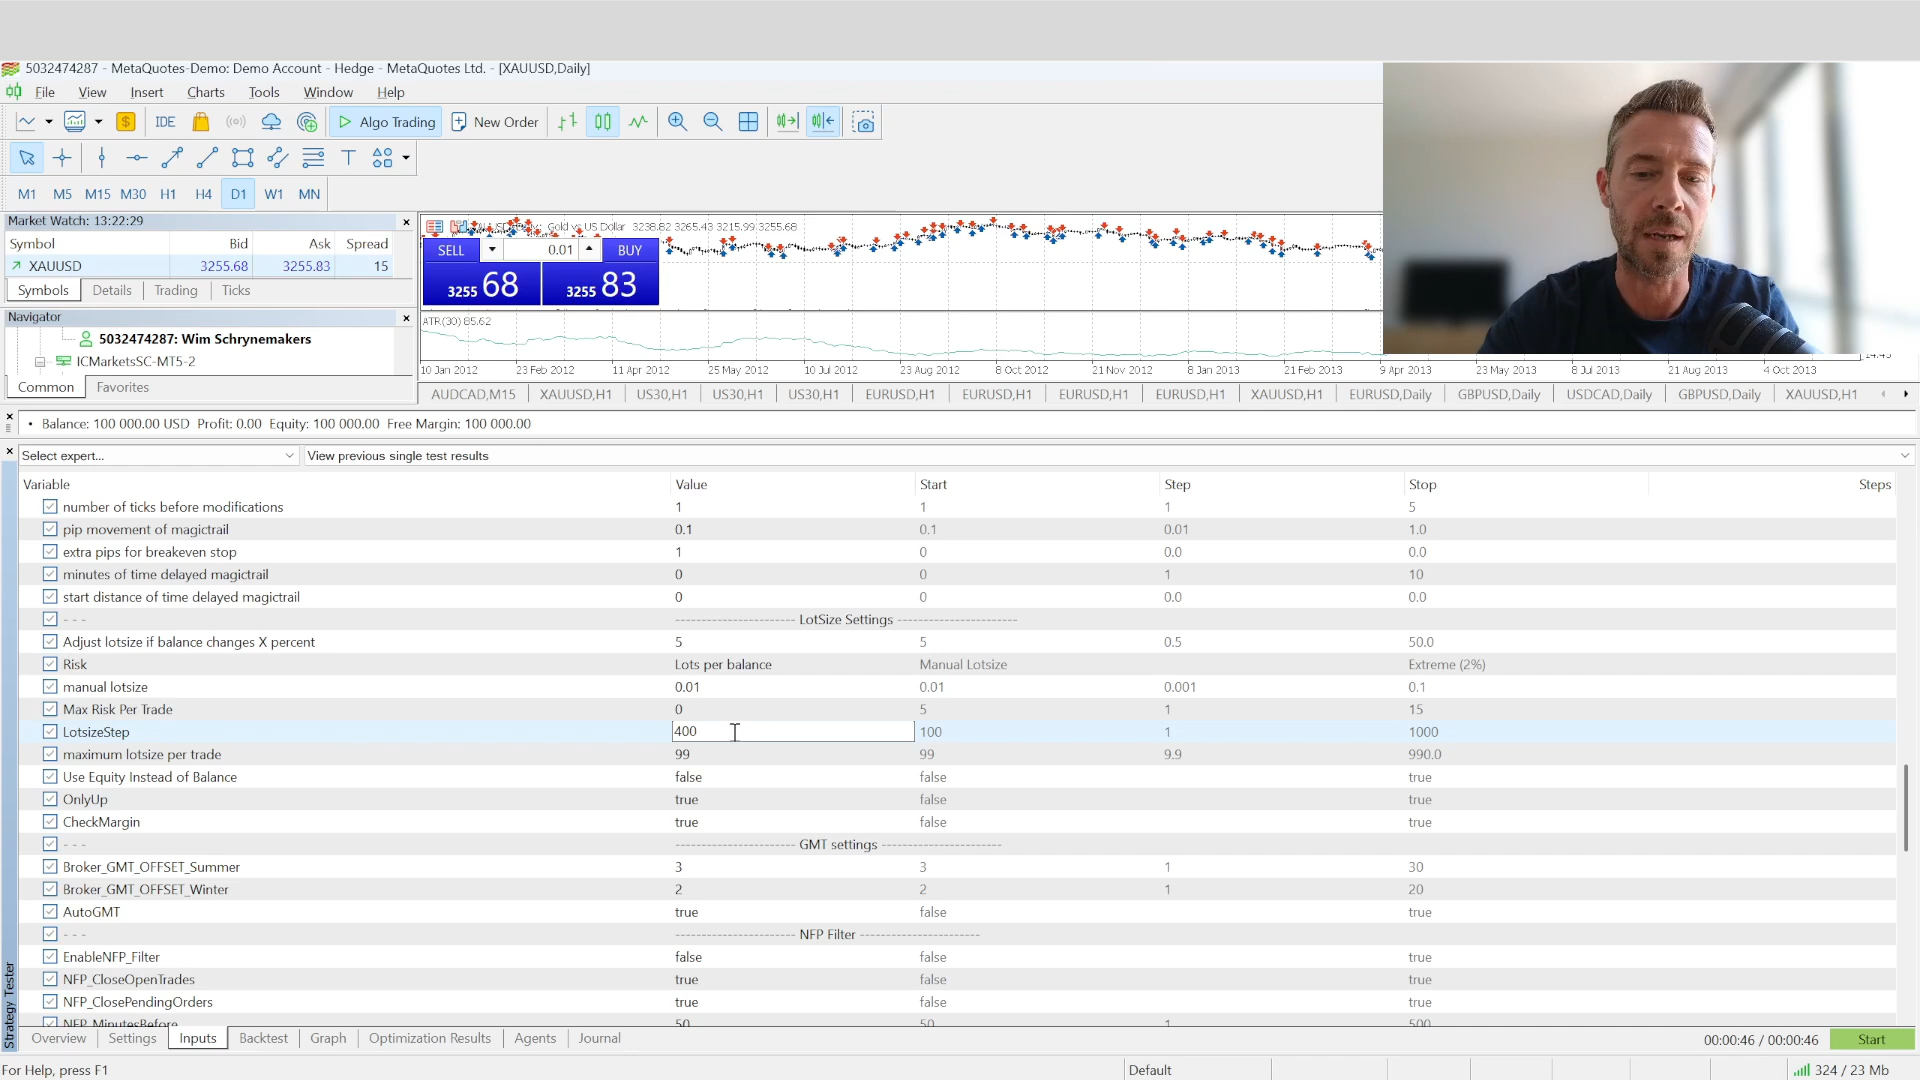 5032474287 - MetaQuotes-Demo: Demo Account - Hedge - MetaQuotes Ltd. - [XAUUSD,Daily]
File View Insert Charts Tools Window Help
IDE Algo Trading New Order
M1 M5 M15 M30 H1 H4 D1 W1 MN
Market Watch: 13:22:29
Symbol Bid Ask Spread
XAUUSD 3255.68 3255.83 15
Symbols Details Trading Ticks
Navigator
5032474287: Wim Schrynemakers
ICMarketsSC-MT5-2
Common Favorites
Gold vs US Dollar 3238.82 3265.43 3215.99 3255.68
SELL 0.01 BUY
3255 68 3255 83
ATR(30) 85.62
10 Jan 2012 23 Feb 2012 11 Apr 2012 25 May 2012 10 Jul 2012 23 Aug 2012 8 Oct 2012 21 Nov 2012 8 Jan 2013 21 Feb 2013 9 Apr 2013 23 May 2013 8 Jul 2013 21 Aug 2013 4 Oct 2013
AUDCAD,M15 XAUUSD,H1 US30,H1 US30,H1 US30,H1 EURUSD,H1 EURUSD,H1 EURUSD,H1 EURUSD,H1 XAUUSD,H1 EURUSD,Daily GBPUSD,Daily USDCAD,Daily GBPUSD,Daily XAUUSD,H1
• Balance: 100 000.00 USD Profit: 0.00 Equity: 100 000.00 Free Margin: 100 000.00
Select expert... View previous single test results
Variable Value Start Step Stop Steps
number of ticks before modifications 1 1 1 5
pip movement of magictrail 0.1 0.1 0.01 1.0
extra pips for breakeven stop 1 0 0.0 0.0
minutes of time delayed magictrail 0 0 1 10
start distance of time delayed magictrail 0 0 0.0 0.0
- - - ---------------------- LotSize Settings ----------------------
Adjust lotsize if balance changes X percent 5 5 0.5 50.0
Risk Lots per balance Manual Lotsize Extreme (2%)
manual lotsize 0.01 0.01 0.001 0.1
Max Risk Per Trade 0 5 1 15
LotsizeStep 400 100 1 1000
maximum lotsize per trade 99 99 9.9 990.0
Use Equity Instead of Balance false false true
OnlyUp true false true
CheckMargin true false true
- - - ---------------------- GMT settings ----------------------
Broker_GMT_OFFSET_Summer 3 3 1 30
Broker_GMT_OFFSET_Winter 2 2 1 20
AutoGMT true false true
- - - ---------------------- NFP Filter ----------------------
EnableNFP_Filter false false true
NFP_CloseOpenTrades true false true
NFP_ClosePendingOrders true false true
NFP_MinutesBefore 50 50 1 500
Strategy Tester
Overview Settings Inputs Backtest Graph Optimization Results Agents Journal 00:00:46 / 00:00:46 Start
For Help, press F1 Default 324 / 23 Mb